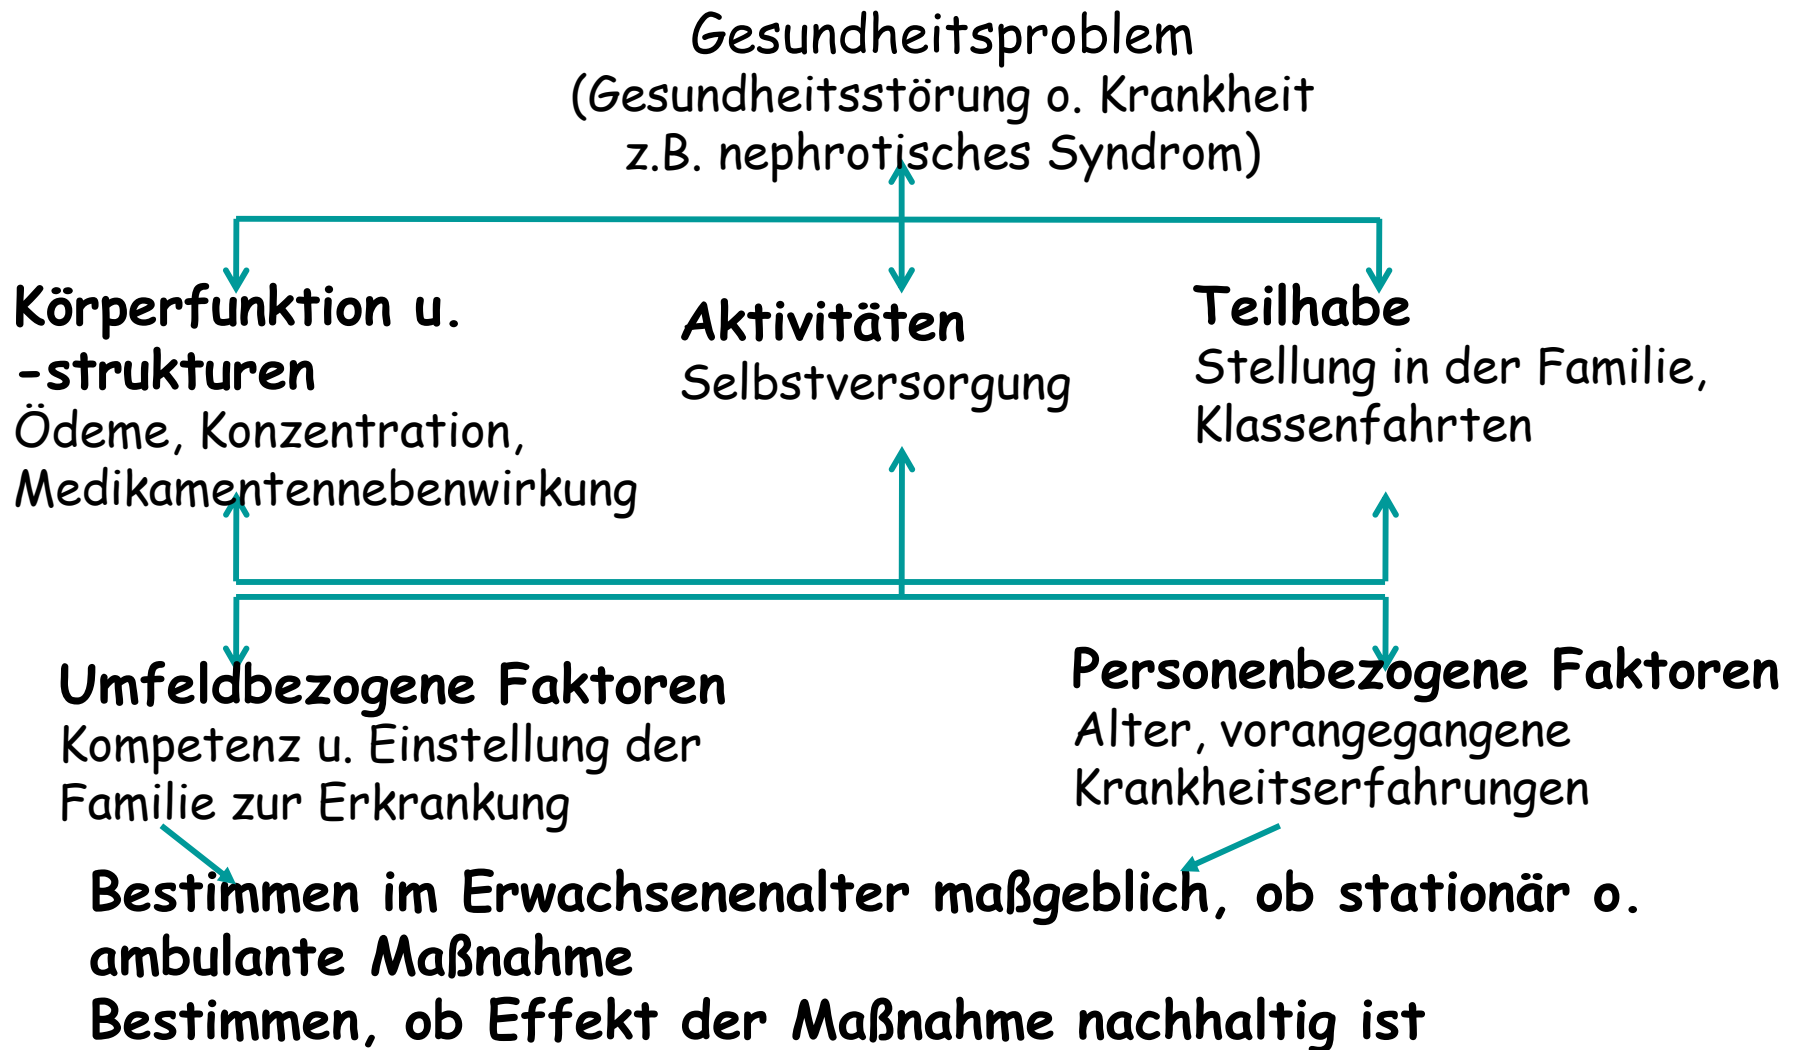 Gesundheitsproblem
(Gesundheitsstörung o. Krankheit
z.B. nephrotisches Syndrom)
Körperfunktion u.
-strukturen
Ödeme, Konzentration,
Medikamentennebenwirkung
Aktivitäten
Selbstversorgung
Teilhabe
Stellung in der Familie,
Klassenfahrten
Umfeldbezogene Faktoren
Kompetenz u. Einstellung der
Familie zur Erkrankung
Personenbezogene Faktoren
Alter, vorangegangene
Krankheitserfahrungen
Bestimmen im Erwachsenenalter maßgeblich, ob stationär o.
ambulante Maßnahme
Bestimmen, ob Effekt der Maßnahme nachhaltig ist